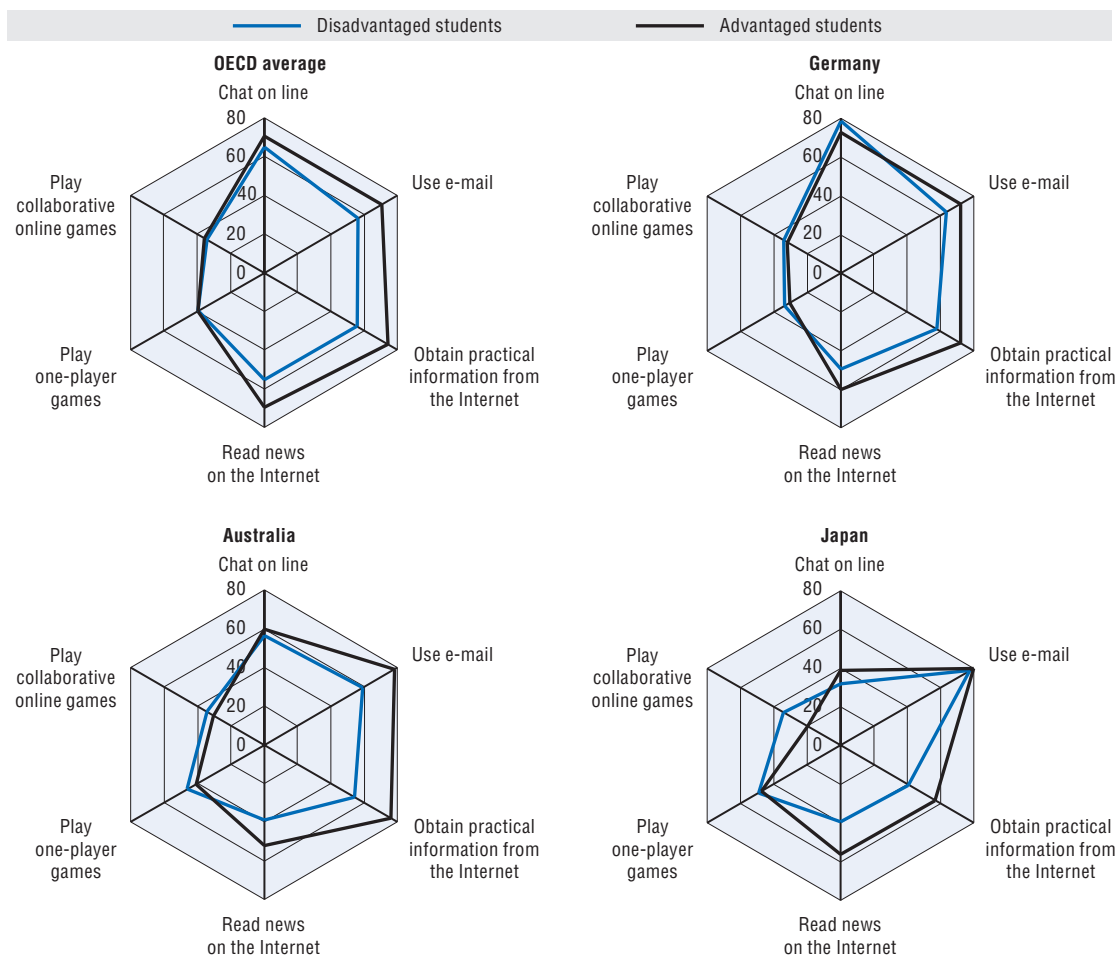 Disadvantaged students
Advantaged students
OECD average
Chat on line
80
60
40
20
0
Use e-mail
Obtain practical
information from
the Internet
Read news
on the Internet
Play
one-player
games
Play
collaborative
online games
Germany
Chat on line
80
60
40
20
0
Use e-mail
Obtain practical
information from
the Internet
Read news
on the Internet
Play
one-player
games
Play
collaborative
online games
Australia
Chat on line
80
60
40
20
0
Use e-mail
Obtain practical
information from
the Internet
Read news
on the Internet
Play
one-player
games
Play
collaborative
online games
Japan
Chat on line
80
60
40
20
0
Use e-mail
Obtain practical
information from
the Internet
Read news
on the Internet
Play
one-player
games
Play
collaborative
online games